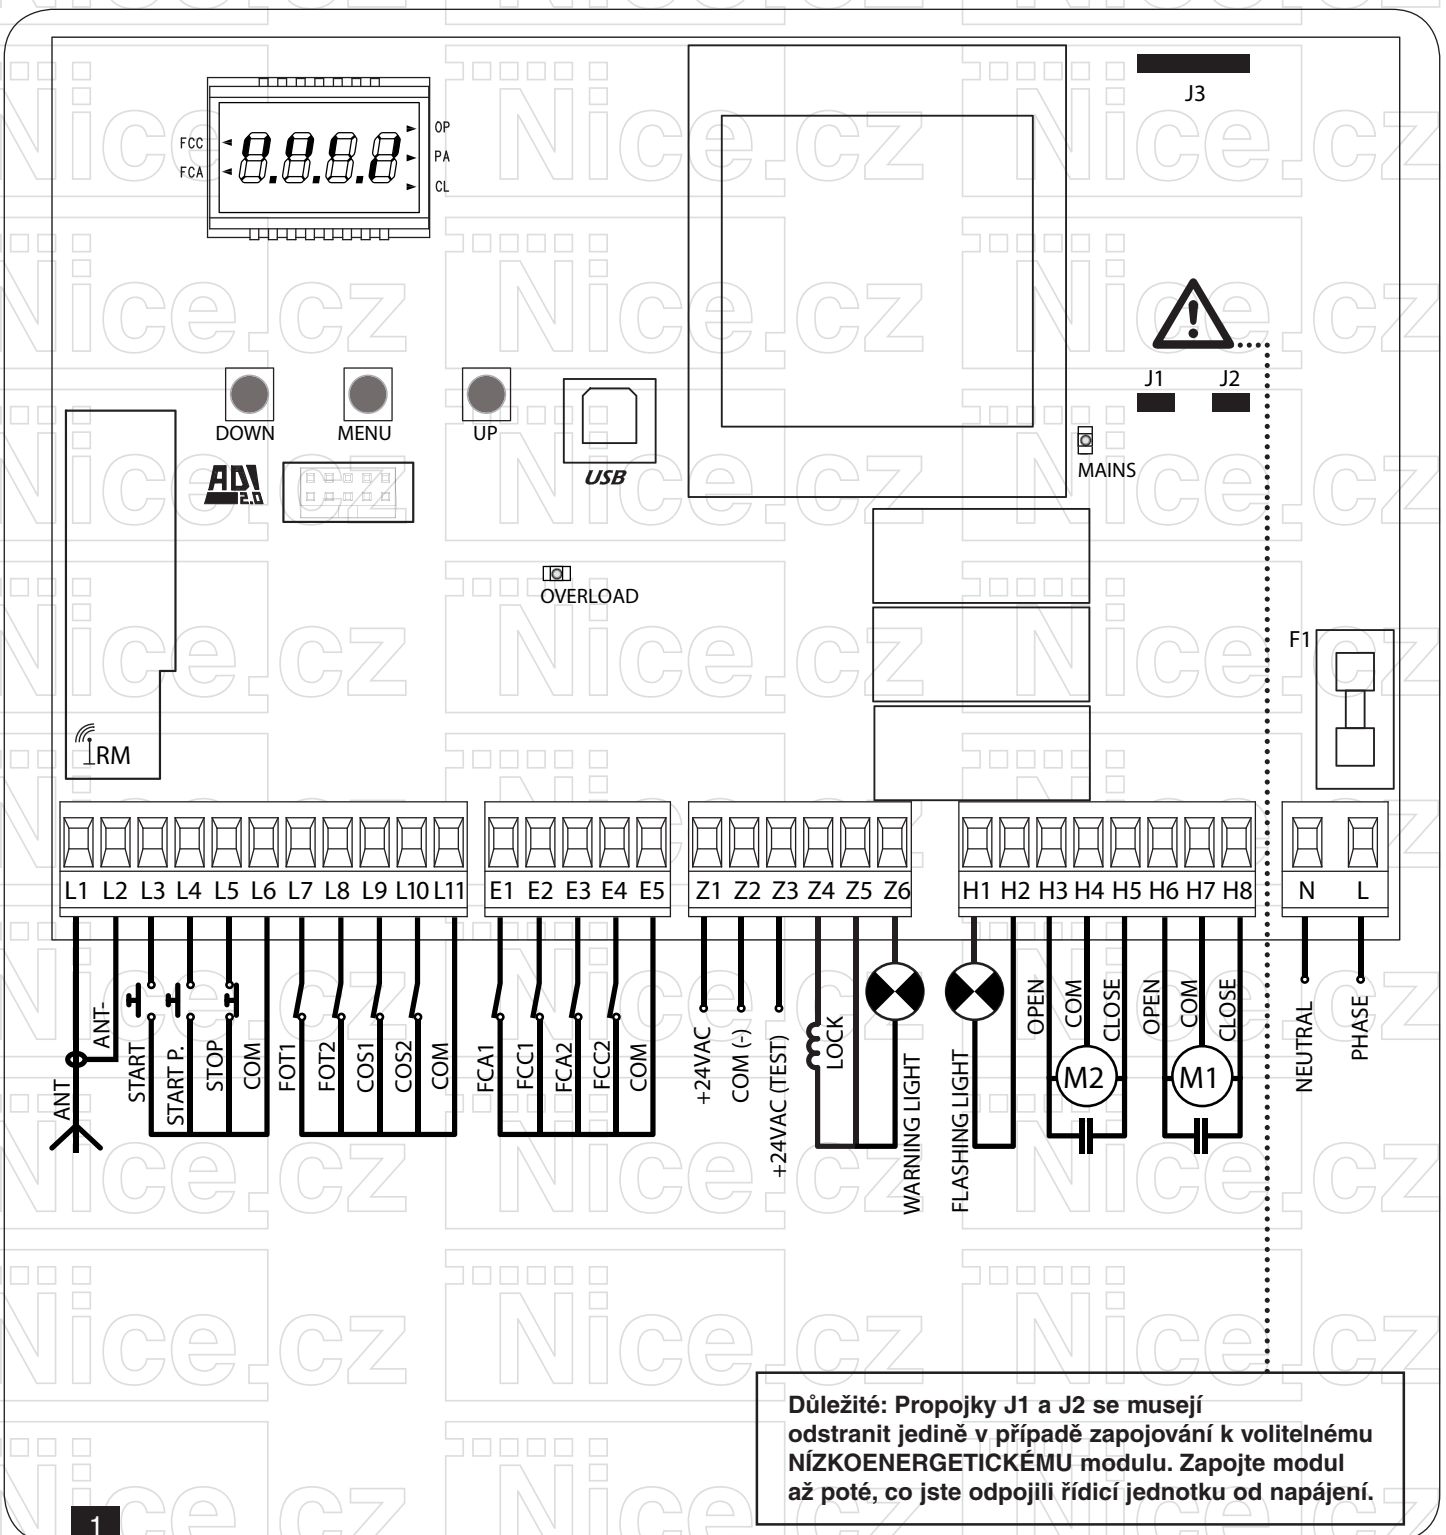 J3
FCC
FCA
8.8.8.8
OP
PA
CL
J1 J2
DOWN MENU UP
USB
MAINS
ADI
2.0
OVERLOAD
F1
RM
L1 L2 L3 L4 L5 L6 L7 L8 L9 L10 L11
E1 E2 E3 E4 E5
Z1 Z2 Z3 Z4 Z5 Z6
H1 H2 H3 H4 H5 H6 H7 H8
N L
ANT
ANT-
START
START P.
STOP
COM
FOT1
FOT2
COS1
COS2
COM
FCA1
FCC1
FCA2
FCC2
COM
+24VAC
COM (-)
+24VAC (TEST)
LOCK
WARNING LIGHT
FLASHING LIGHT
OPEN
COM
CLOSE
M2
OPEN
COM
CLOSE
M1
NEUTRAL
PHASE
Důležité: Propojky J1 a J2 se musejí
odstranit jedině v případě zapojování k volitelnému
NÍZKOENERGETICKÉMU modulu. Zapojte modul
až poté, co jste odpojili řídicí jednotku od napájení.
1
Nice.cz